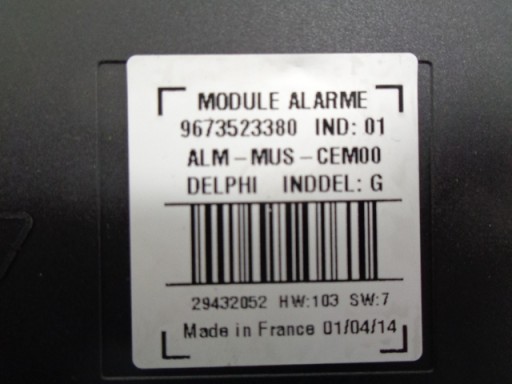 MODULE ALARME
9673523380 IND: 01
ALM-MUS-CEM00
DELPHI INDDEL: G
29432052 HW:103 SW:7
Made in France 01/04/14